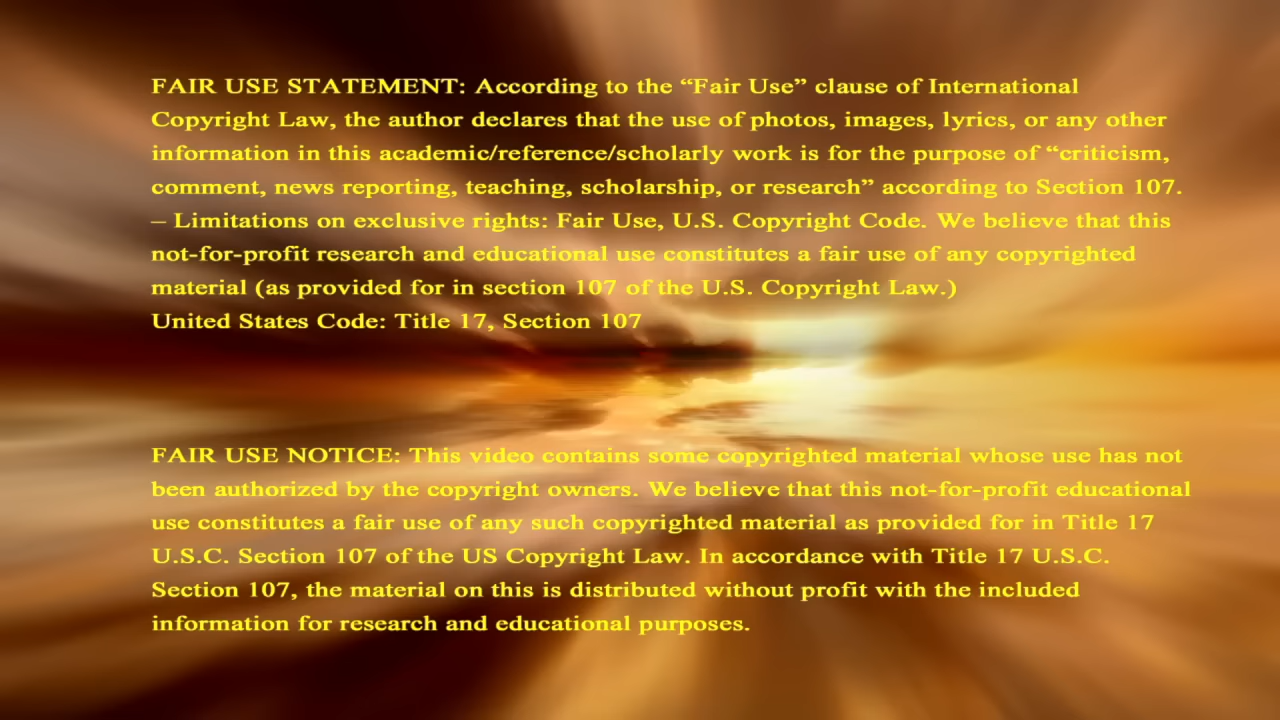 FAIR USE STATEMENT: According to the “Fair Use” clause of International
Copyright Law, the author declares that the use of photos, images, lyrics, or any other
information in this academic/reference/scholarly work is for the purpose of “criticism,
comment, news reporting, teaching, scholarship, or research” according to Section 107.
– Limitations on exclusive rights: Fair Use, U.S. Copyright Code. We believe that this
not-for-profit research and educational use constitutes a fair use of any copyrighted
material (as provided for in section 107 of the U.S. Copyright Law.)
United States Code: Title 17, Section 107
FAIR USE NOTICE: This video contains some copyrighted material whose use has not
been authorized by the copyright owners. We believe that this not-for-profit educational
use constitutes a fair use of any such copyrighted material as provided for in Title 17
U.S.C. Section 107 of the US Copyright Law. In accordance with Title 17 U.S.C.
Section 107, the material on this is distributed without profit with the included
information for research and educational purposes.